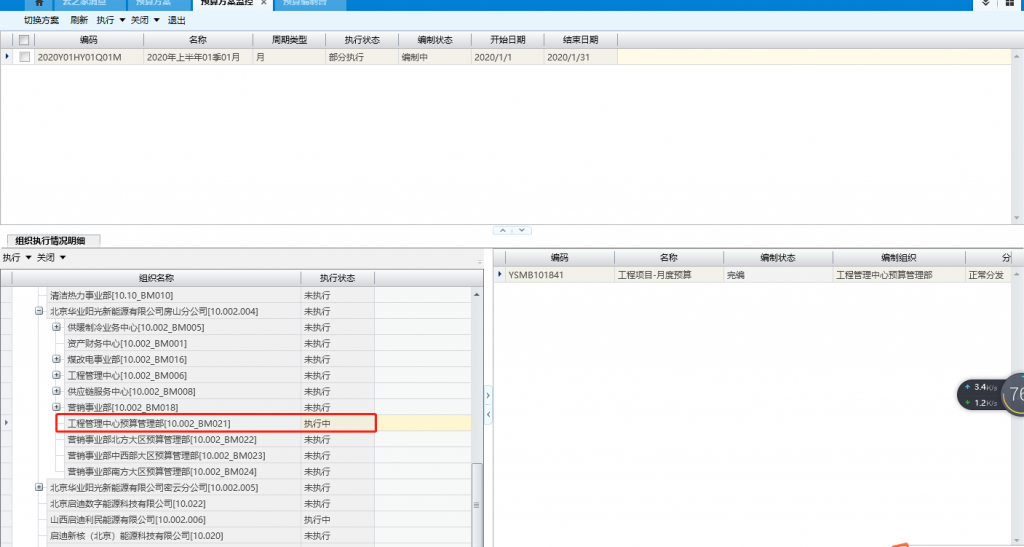 云之家消息 预算方案 预算方案监控 × 预算编制台
切换方案 刷新 执行 ▼ 关闭 ▼ 退出
编码 名称 周期类型 执行状态 编制状态 开始日期 结束日期
2020Y01HY01Q01M 2020年上半年01季01月 月 部分执行 编制中 2020/1/1 2020/1/31
组织执行情况明细
执行 ▼ 关闭 ▼
组织名称 执行状态
清洁热力事业部[10.10_BM010] 未执行
北京华业阳光新能源有限公司房山分公司[10.002.004] 未执行
供暖制冷业务中心[10.002_BM005] 未执行
资产财务中心[10.002_BM001] 未执行
煤改电事业部[10.002_BM016] 未执行
工程管理中心[10.002_BM006] 未执行
供应链服务中心[10.002_BM008] 未执行
营销事业部[10.002_BM018] 未执行
工程管理中心预算管理部[10.002_BM021] 执行中
营销事业部北方大区预算管理部[10.002_BM022] 未执行
营销事业部中西部大区预算管理部[10.002_BM023] 未执行
营销事业部南方大区预算管理部[10.002_BM024] 未执行
北京华业阳光新能源有限公司密云分公司[10.002.005] 未执行
北京启迪数字能源科技有限公司[10.022] 未执行
山西启迪利民能源有限公司[10.002.006] 执行中
启迪新核（北京）能源科技有限公司[10.020] 未执行
编码 名称 编制状态 编制组织 分
YSMB101841 工程项目-月度预算 完编 工程管理中心预算管理部 正常分发
3.4K/s
1.2K/s
76